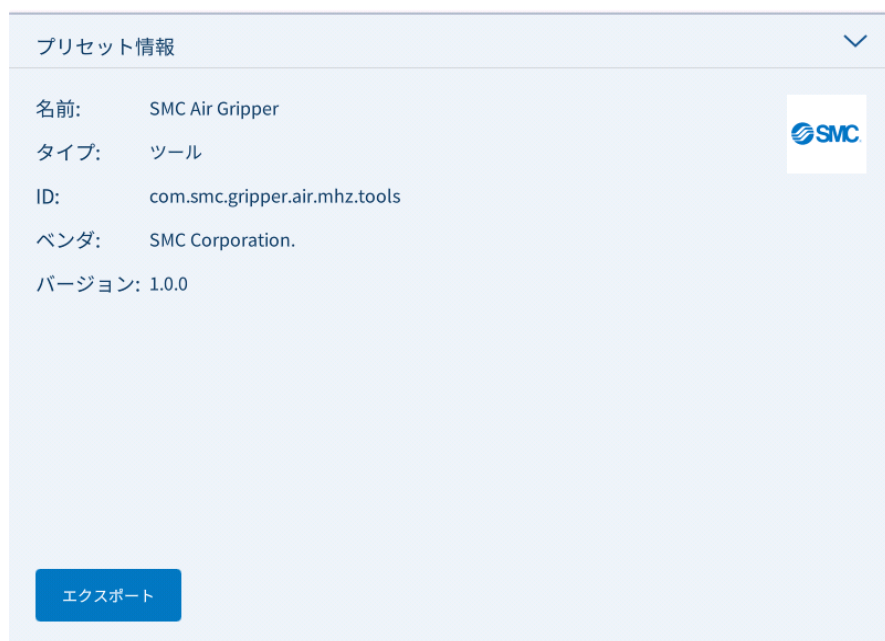 プリセット情報
名前: SMC Air Gripper
SMC
タイプ: ツール
ID: com.smc.gripper.air.mhz.tools
ベンダ: SMC Corporation.
バージョン: 1.0.0
エクスポート